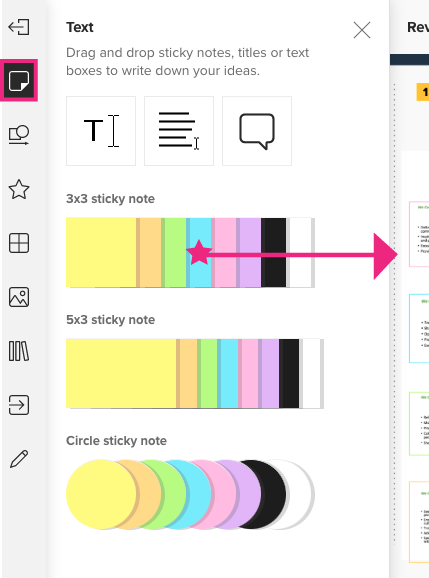 Text
Drag and drop sticky notes, titles or text
boxes to write down your ideas.
T
3x3 sticky note
5x3 sticky note
Circle sticky note
Rev
1